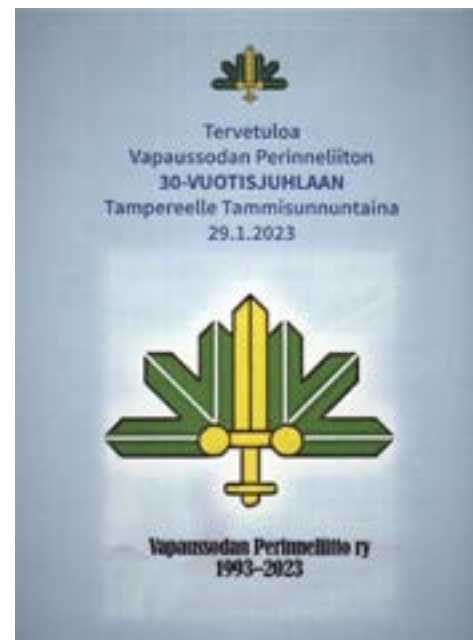 Tervetuloa
Vapaussodan Perinneliiton
30-VUOTISJUHLAAN
Tampereelle Tammisunnuntaina
29.1.2023
Vapaussodan Perinneliitto ry
1993–2023